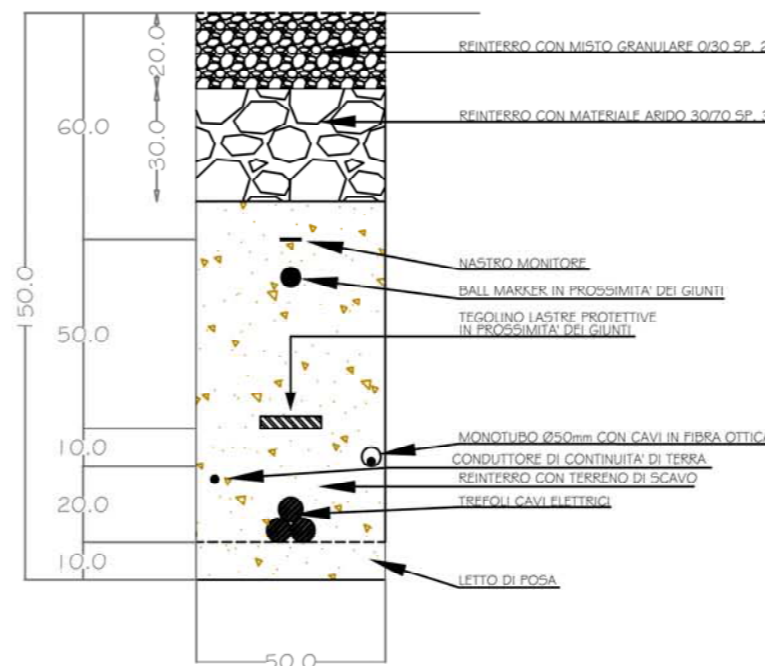 REINTERRO CON MISTO GRANULARE 0/30 SP. 2
20.0
REINTERRO CON MATERIALE ARIDO 30/70 SP. 3
60.0
30.0
NASTRO MONITORE
BALL MARKER IN PROSSIMITA' DEI GIUNTI
150.0
TEGOLINO LASTRE PROTETTIVE
IN PROSSIMITA' DEI GIUNTI
50.0
MONOTUBO Ø50mm CON CAVI IN FIBRA OTTICA
10.0
CONDUTTORE DI CONTINUITA' DI TERRA
REINTERRO CON TERRENO DI SCAVO
20.0
TREFOLI CAVI ELETTRICI
10.0
LETTO DI POSA
50.0